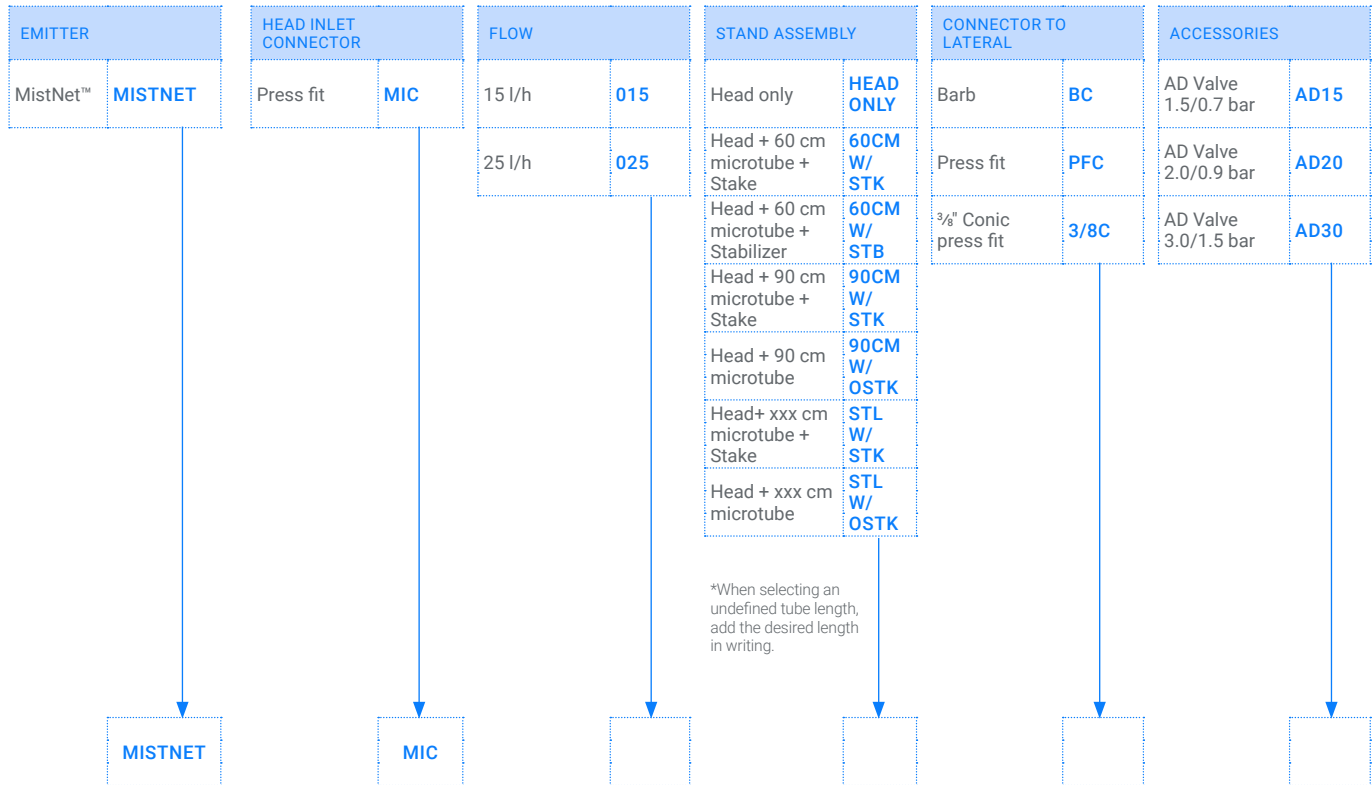 EMITTER
MistNet™ MISTNET
HEAD INLET
CONNECTOR
Press fit MIC
FLOW
15 l/h 015
25 l/h 025
STAND ASSEMBLY
Head only
HEAD
ONLY
Head + 60 cm
microtube +
Stake
60CM
W/
STK
Head + 60 cm
microtube +
Stabilizer
60CM
W/
STB
Head + 90 cm
microtube +
Stake
90CM
W/
STK
Head + 90 cm
microtube
90CM
W/
OSTK
Head+ xxx cm
microtube +
Stake
STL
W/
STK
Head + xxx cm
microtube
STL
W/
OSTK
*When selecting an
undefined tube length,
add the desired length
in writing.
CONNECTOR TO
LATERAL
Barb BC
Press fit PFC
⅜" Conic
press fit
3/8C
ACCESSORIES
AD Valve
1.5/0.7 bar
AD15
AD Valve
2.0/0.9 bar
AD20
AD Valve
3.0/1.5 bar
AD30
MISTNET
MIC